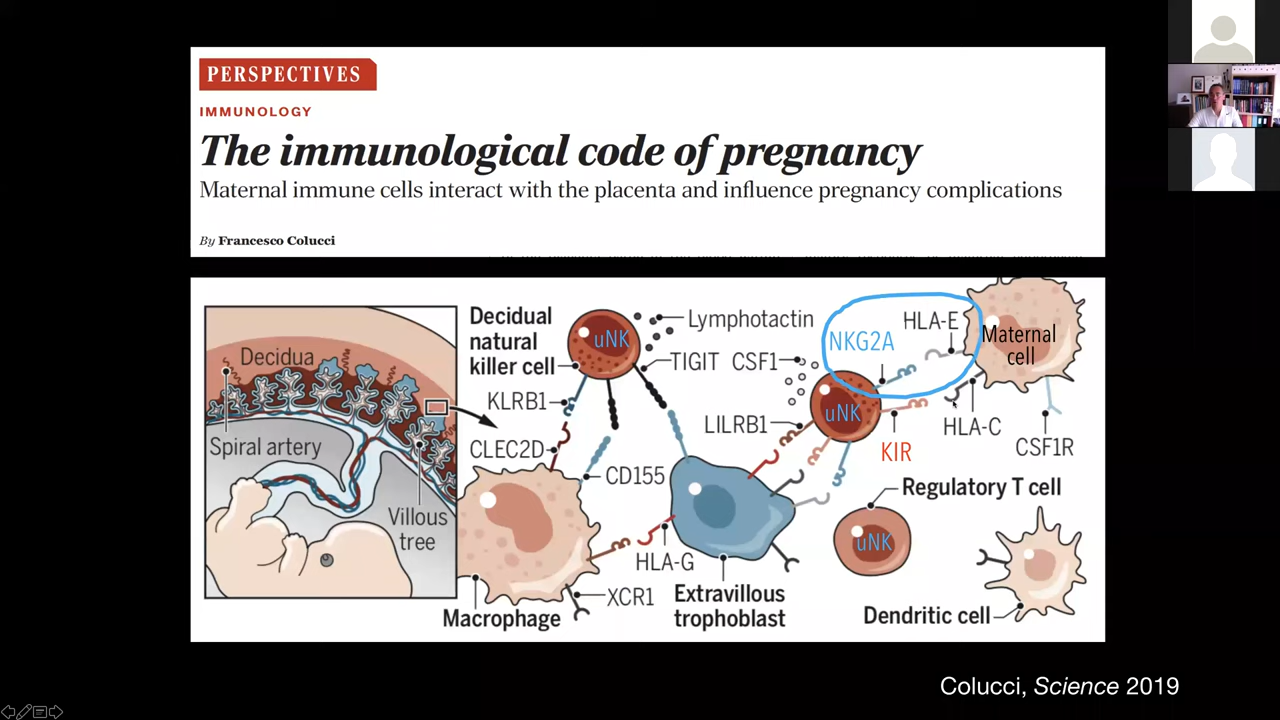 PERSPECTIVES
IMMUNOLOGY
The immunological code of pregnancy
Maternal immune cells interact with the placenta and influence pregnancy complications
By Francesco Colucci
Decidua
Spiral artery
Villous
tree
Decidual
natural
killer cell
uNK
Lymphotactin
TIGIT
CSF1
KLRB1
CLEC2D
CD155
LILRB1
NKG2A
HLA-E
Maternal
cell
uNK
HLA-C
KIR
CSF1R
Regulatory T cell
uNK
HLA-G
XCR1
Macrophage
Extravillous
trophoblast
Dendritic cell
Colucci, Science 2019